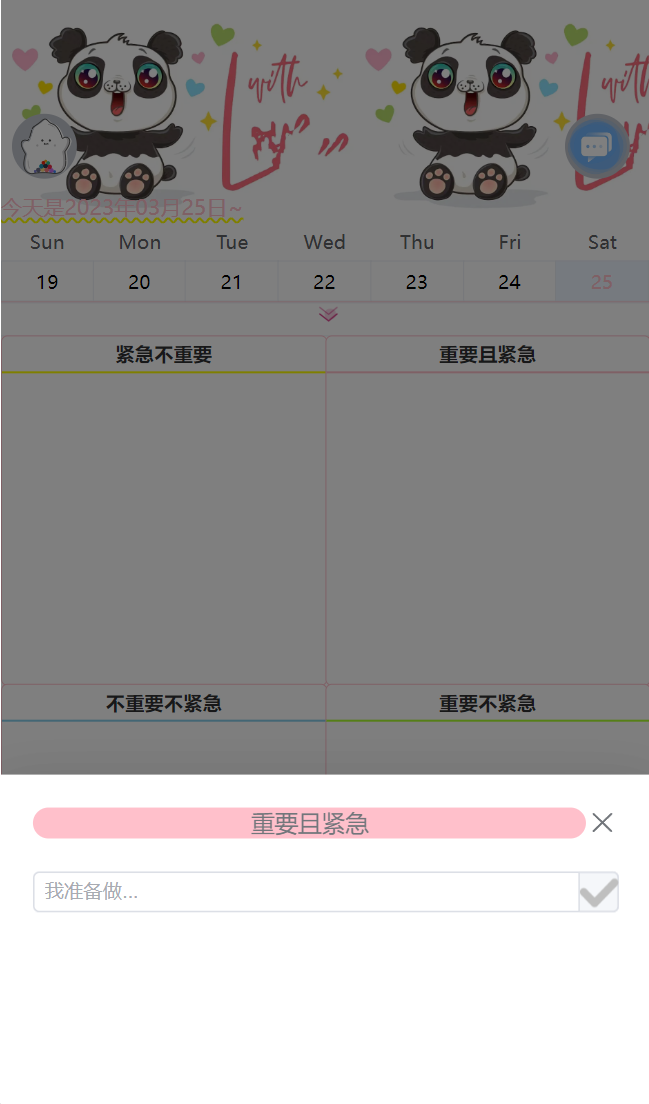 with
with
Love
今天是2023年03月25日~
Sun Mon Tue Wed Thu Fri Sat
19 20 21 22 23 24 25
紧急不重要 重要且紧急
不重要不紧急 重要不紧急
重要且紧急
我准备做...